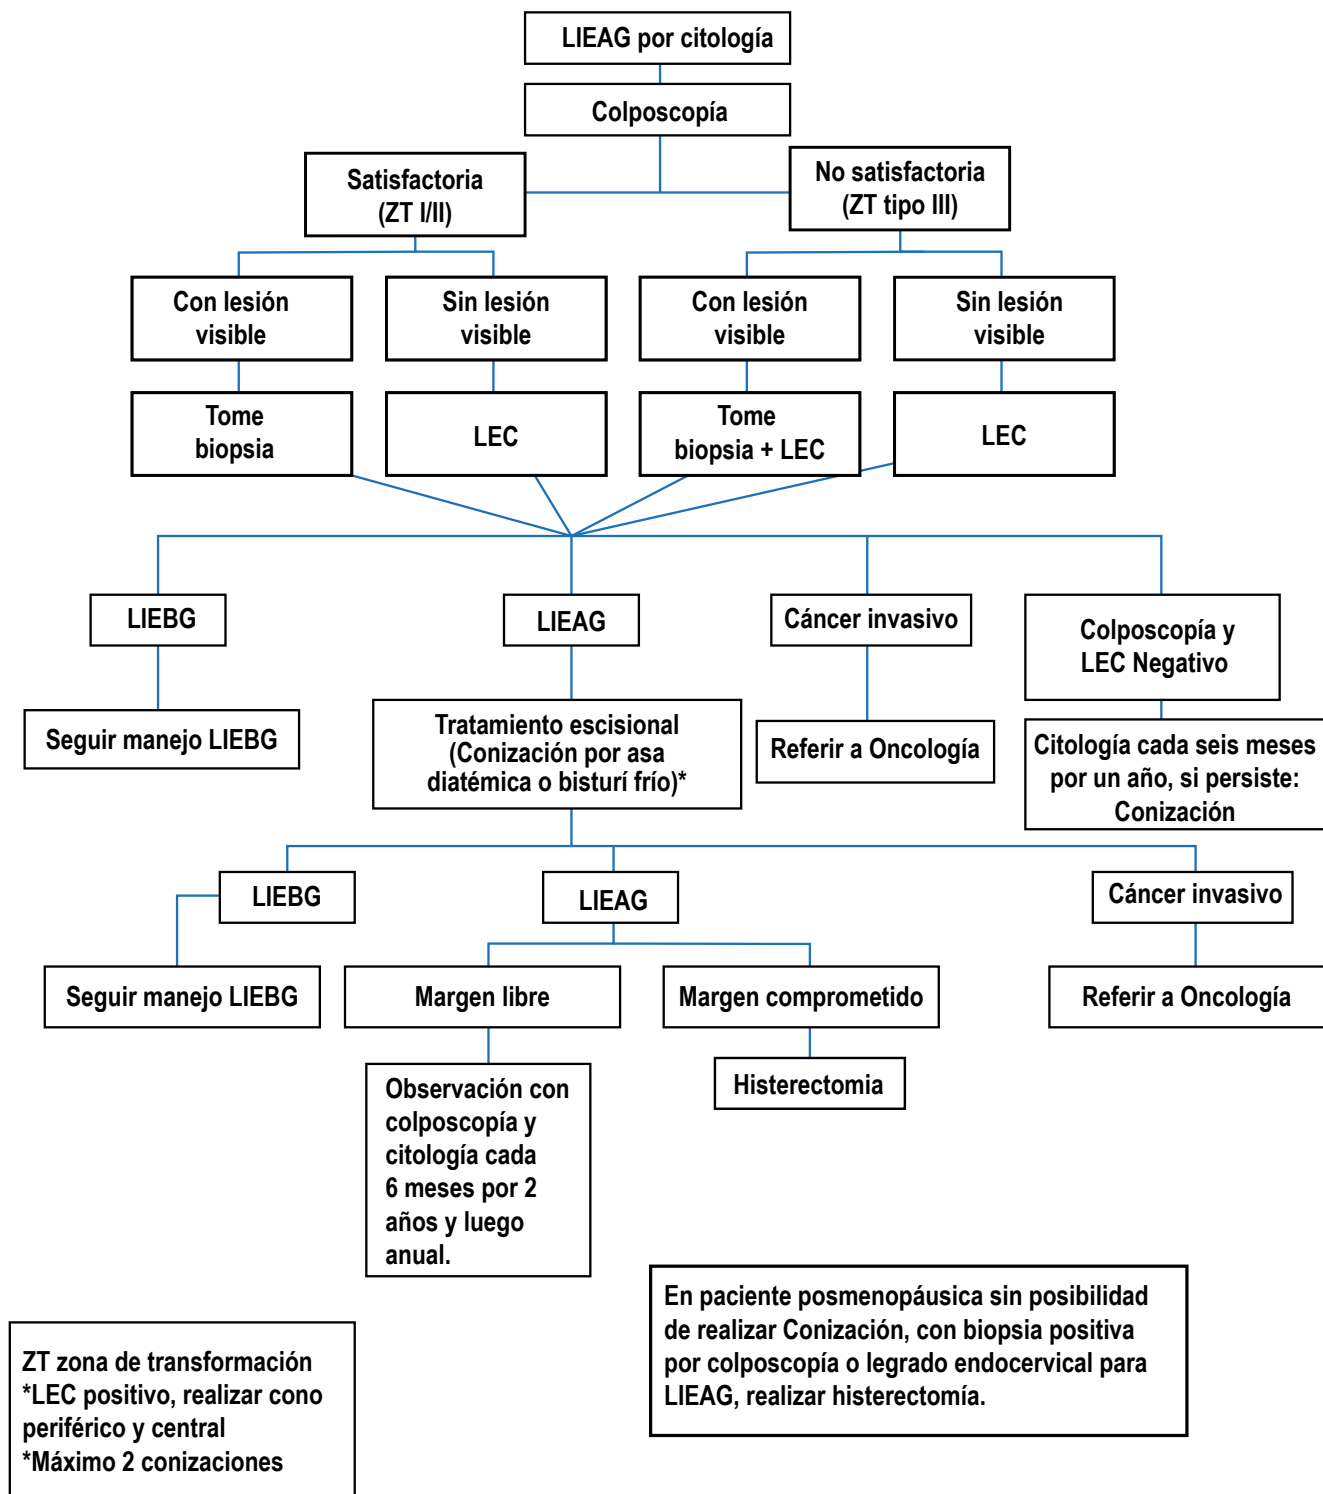 LIEAG por citología
Colposcopía
Satisfactoria
(ZT I/II)
No satisfactoria
(ZT tipo III)
Con lesión
visible
Sin lesión
visible
Con lesión
visible
Sin lesión
visible
Tome
biopsia
LEC
Tome
biopsia + LEC
LEC
LIEBG
LIEAG
Cáncer invasivo
Colposcopía y
LEC Negativo
Seguir manejo LIEBG
Tratamiento escisional
(Conización por asa
diatémica o bisturí frío)*
Referir a Oncología
Citología cada seis meses
por un año, si persiste:
Conización
LIEBG
LIEAG
Cáncer invasivo
Seguir manejo LIEBG
Margen libre
Margen comprometido
Referir a Oncología
Observación con
colposcopía y
citología cada
6 meses por 2
años y luego
anual.
Histerectomia
En paciente posmenopáusica sin posibilidad
de realizar Conización, con biopsia positiva
por colposcopía o legrado endocervical para
LIEAG, realizar histerectomía.
ZT zona de transformación
*LEC positivo, realizar cono
periférico y central
*Máximo 2 conizaciones